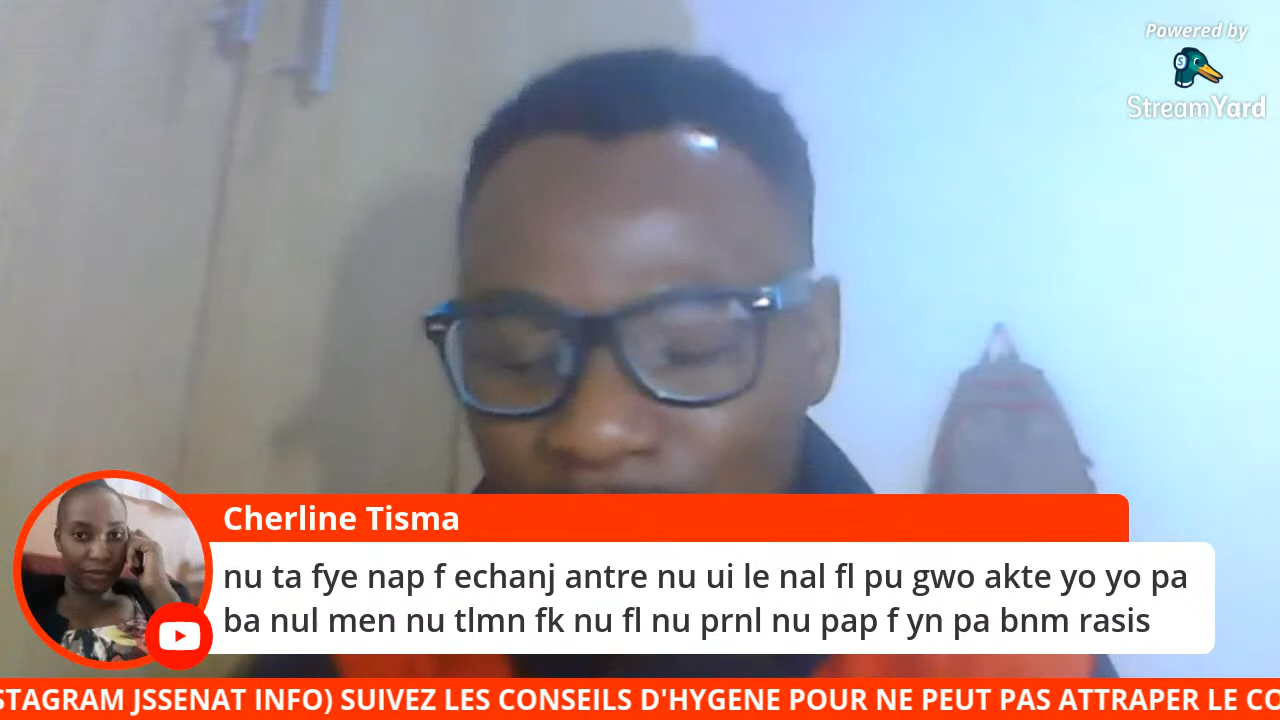 Powered by
StreamYard
Cherline Tisma
nu ta fye nap f echanj antre nu ui le nal fl pu gwo akte yo yo pa
ba nul men nu tlmn fk nu fl nu prnl nu pap f yn pa bnm rasis
STAGRAM JSSENAT INFO) SUIVEZ LES CONSEILS D'HYGENE POUR NE PEUT PAS ATTRAPER LE CO